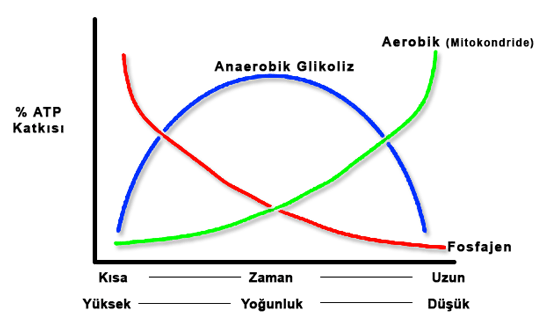 Aerobik (Mitokondride)
Anaerobik Glikoliz
% ATP
Katkısı
Fosfajen
Kısa Zaman Uzun
Yüksek Yoğunluk Düşük